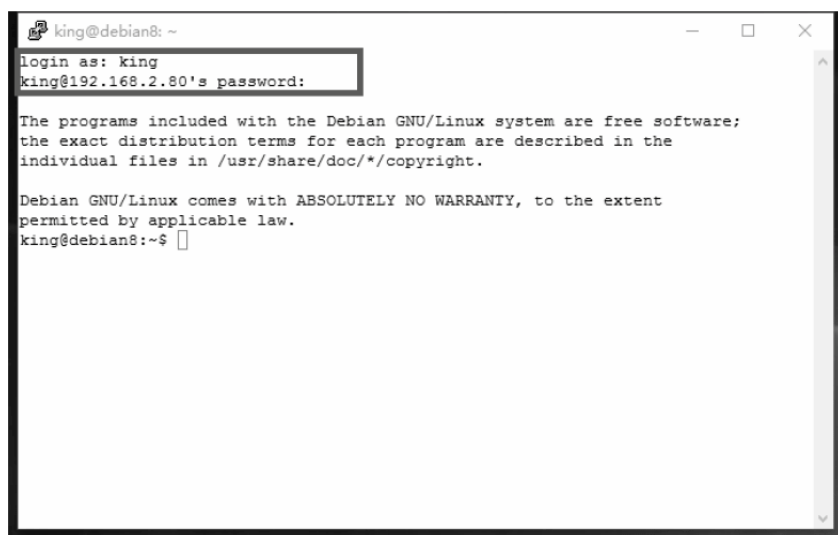 king@debian8: ~
login as: king
king@192.168.2.80's password:
The programs included with the Debian GNU/Linux system are free software;
the exact distribution terms for each program are described in the
individual files in /usr/share/doc/*/copyright.
Debian GNU/Linux comes with ABSOLUTELY NO WARRANTY, to the extent
permitted by applicable law.
king@debian8:~$